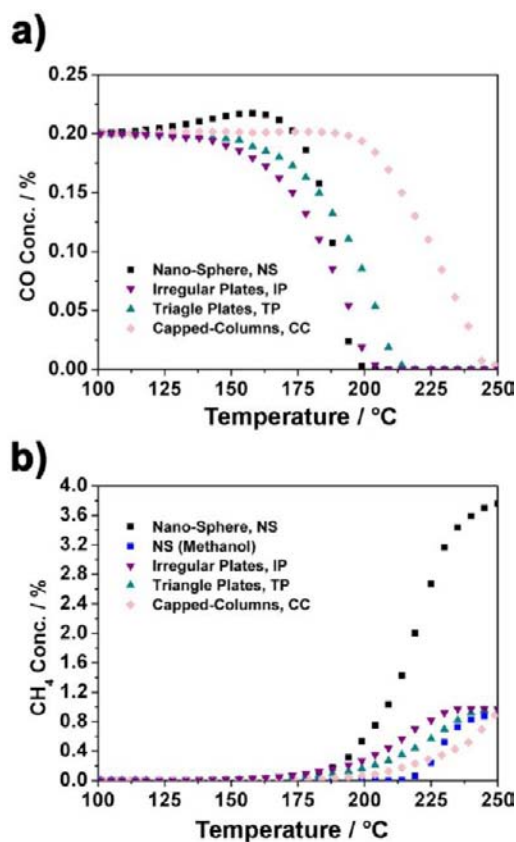 a)
0.25
0.20
0.15
0.10
0.05
0.00
CO Conc. / %
Nano-Sphere, NS
Irregular Plates, IP
Triagle Plates, TP
Capped-Columns, CC
100 125 150 175 200 225 250
Temperature / °C
b)
4.0
3.6
3.2
2.8
2.4
2.0
1.6
1.2
0.8
0.4
0.0
CH₄ Conc. / %
Nano-Sphere, NS
NS (Methanol)
Irregular Plates, IP
Triangle Plates, TP
Capped-Columns, CC
100 125 150 175 200 225 250
Temperature / °C